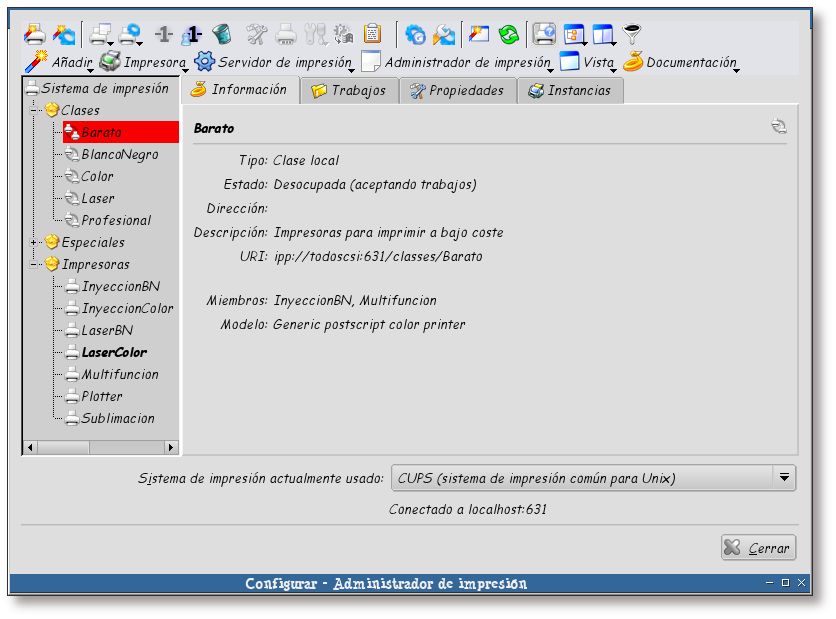 Añadir Impresora Servidor de impresión Administrador de impresión Vista Documentación
Sistema de impresión
Clases
Barato
BlancoNegro
Color
Laser
Profesional
Especiales
Impresoras
InyeccionBN
InyeccionColor
LaserBN
LaserColor
Multifuncion
Plotter
Sublimacion
Información Trabajos Propiedades Instancias
Barato
Tipo: Clase local
Estado: Desocupada (aceptando trabajos)
Dirección:
Descripción: Impresoras para imprimir a bajo coste
URI: ipp://todoscsi:631/classes/Barato
Miembros: InyeccionBN, Multifuncion
Modelo: Generic postscript color printer
Sistema de impresión actualmente usado: CUPS (sistema de impresión común para Unix)
Conectado a localhost:631
Cerrar
Configurar - Administrador de impresión